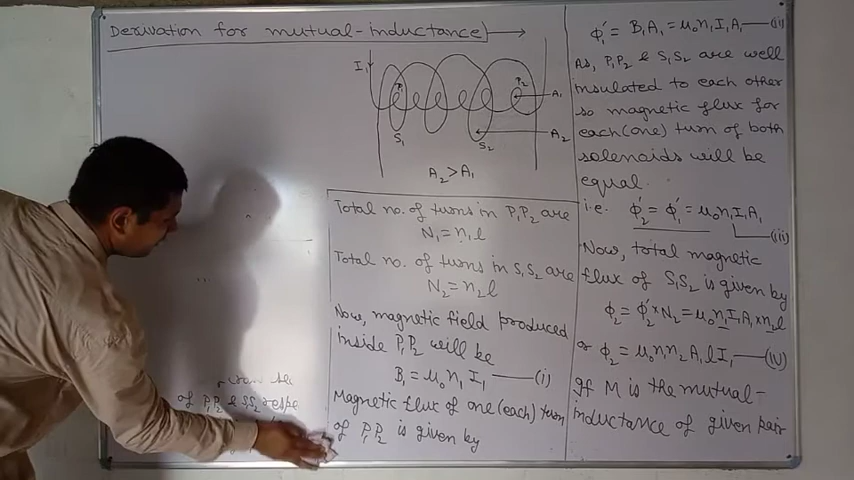 Derivation for mutual-inductance
I₁
P₁
P₂
A₁
A₂
S₁
S₂
A₂>A₁
of P₁P₂ & S₁S₂ respe
Total no. of turns in P₁P₂ are
N₁=n₁l
Total no. of turns in S₁S₂ are
N₂=n₂l
Now, magnetic field produced
inside P₁P₂ will be
B₁=μ₀n₁I₁ —(i)
Magnetic flux of one(each) turn
of P₁P₂ is given by
ϕ₁'=B₁A₁=μ₀n₁I₁A₁—(ii)
As, P₁P₂ & S₁S₂ are well
insulated to each other
so magnetic flux for
each(one) turn of both
solenoids will be
equal.
i.e. ϕ₂'=ϕ₁'=μ₀n₁I₁A₁
—(iii)
Now, total magnetic
flux of S₁S₂ is given by
ϕ₂=ϕ₂'×N₂=μ₀n₁I₁A₁×n₂l
or ϕ₂=μ₀n₁n₂A₁lI₁—(iv)
If M is the mutual-
inductance of given pair